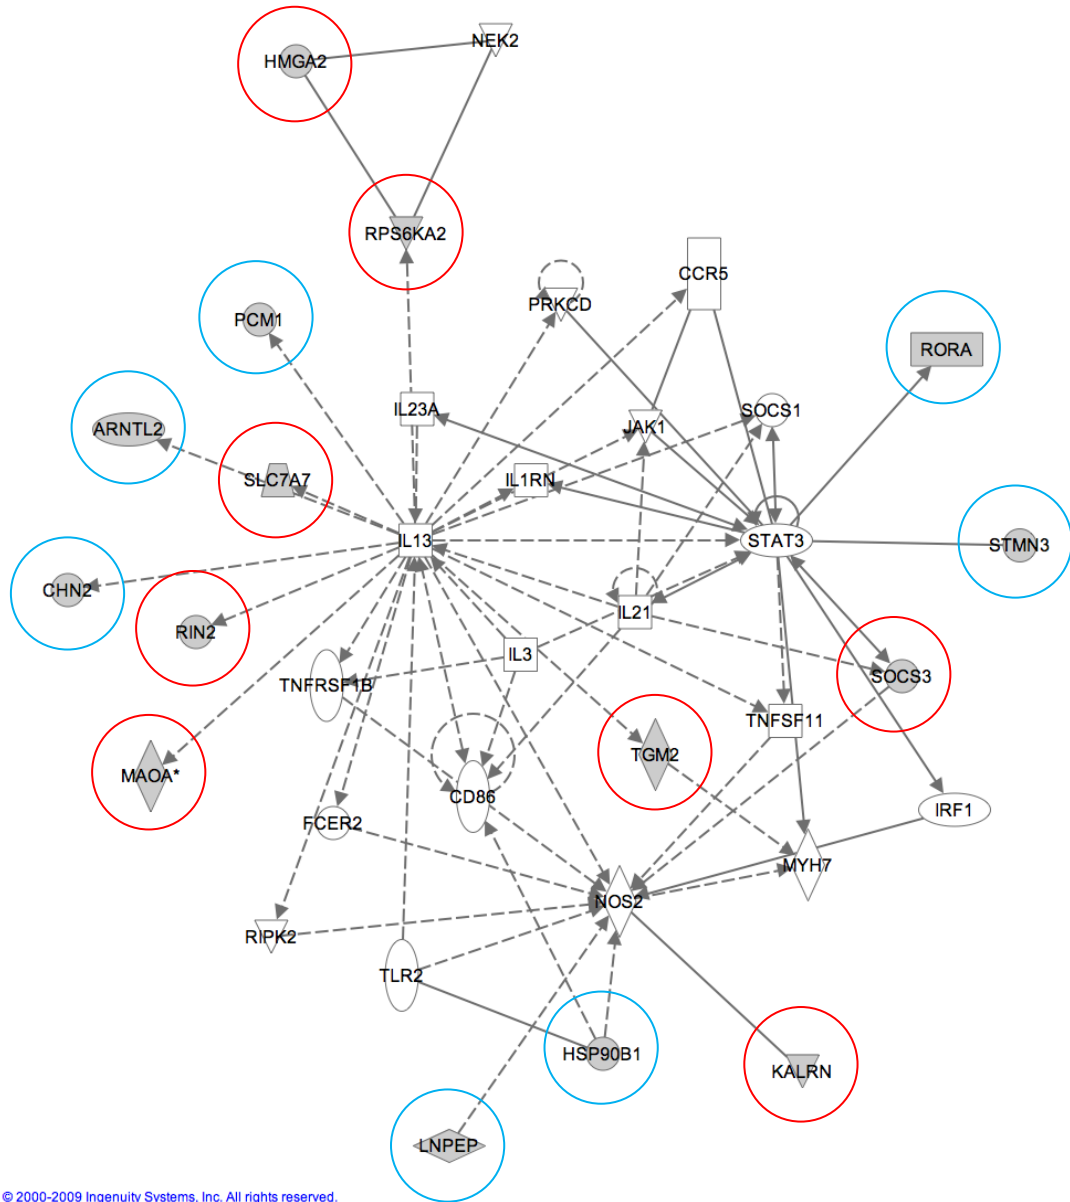 NEK2
HMGA2
RPS6KA2
CCR5
PRKCD
PCM1
RORA
IL23A
SOCS1
ARNTL2
JAK1
SLC7A7
IL1RN
IL13
STAT3
STMN3
CHN2
IL21
RIN2
IL3
SOCS3
TNFRSF1B
TNFSF11
TGM2
MAOA*
CD86
IRF1
FCER2
MYH7
NOS2
RIPK2
TLR2
HSP90B1
KALRN
LNPEP
© 2000-2009 Ingenuity Systems, Inc. All rights reserved.